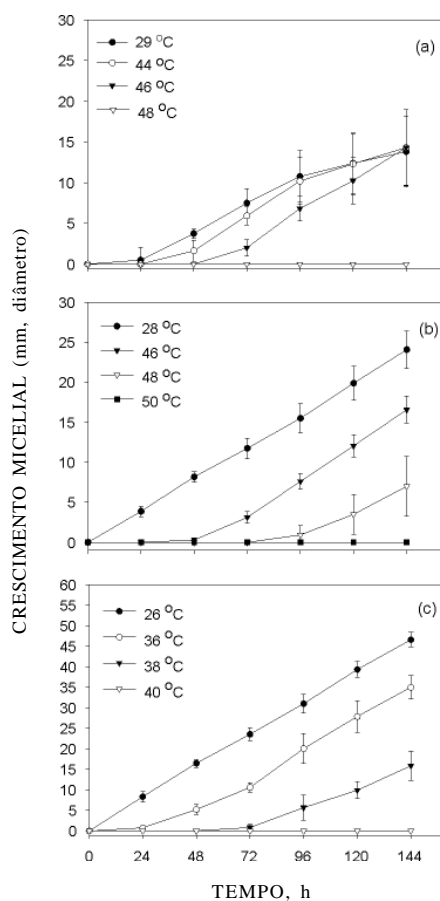 CRESCIMENTO MICELIAL (mm, diâmetro)
30
25
20
15
10
5
0
29 °C
44 °C
46 °C
48 °C
(a)
30
25
20
15
10
5
0
28 °C
46 °C
48 °C
50 °C
(b)
60
55
50
45
40
35
30
25
20
15
10
5
0
26 °C
36 °C
38 °C
40 °C
(c)
0 24 48 72 96 120 144
TEMPO, h